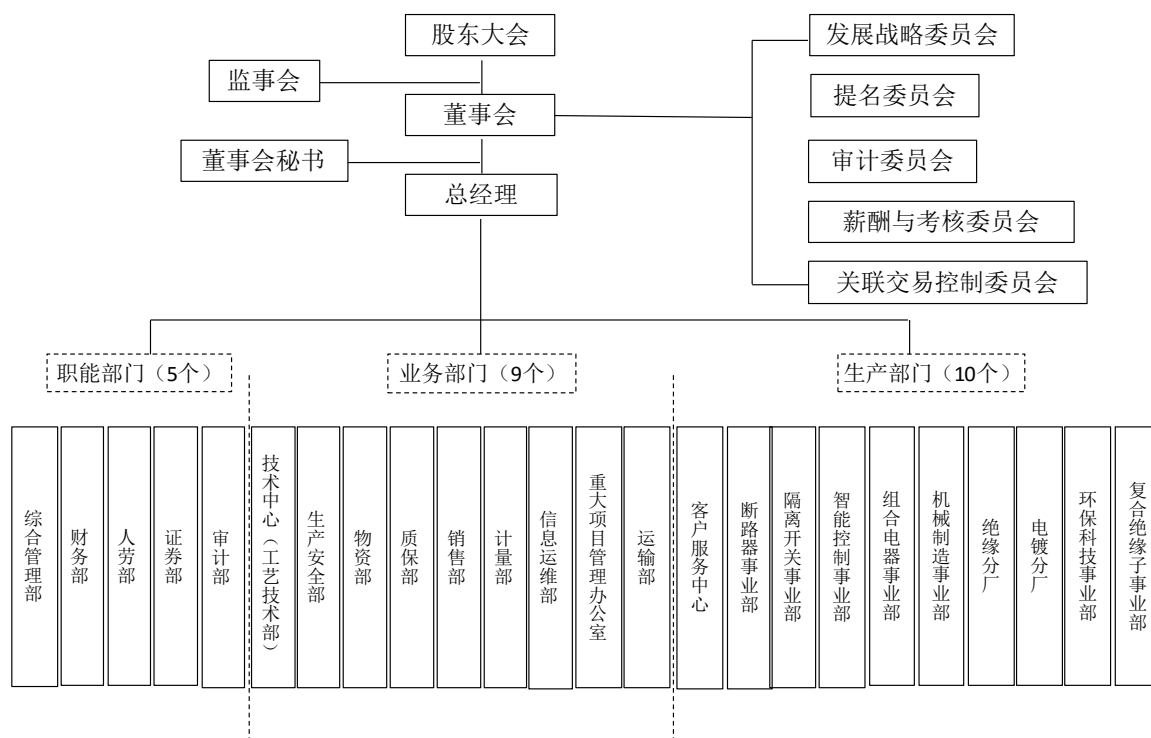 股东大会
监事会
董事会
董事会秘书
总经理
发展战略委员会
提名委员会
审计委员会
薪酬与考核委员会
关联交易控制委员会
职能部门（5个）
业务部门（9个）
生产部门（10个）
综合管理部
财务部
人劳部
证券部
审计部
技术中心（工艺技术部）
生产安全部
物资部
质保部
销售部
计量部
信息运维部
重大项目管理办公室
运输部
客户服务中心
断路器事业部
隔离开关事业部
智能控制事业部
组合电器事业部
机械制造事业部
绝缘分厂
电镀分厂
环保科技事业部
复合绝缘子事业部